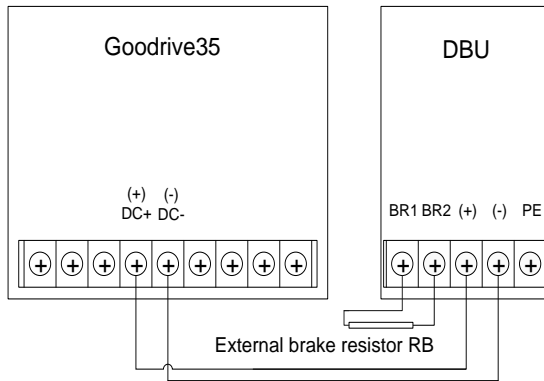 Goodrive35
DBU
(+) (-)
DC+ DC-
BR1 BR2 (+) (-) PE
External brake resistor RB